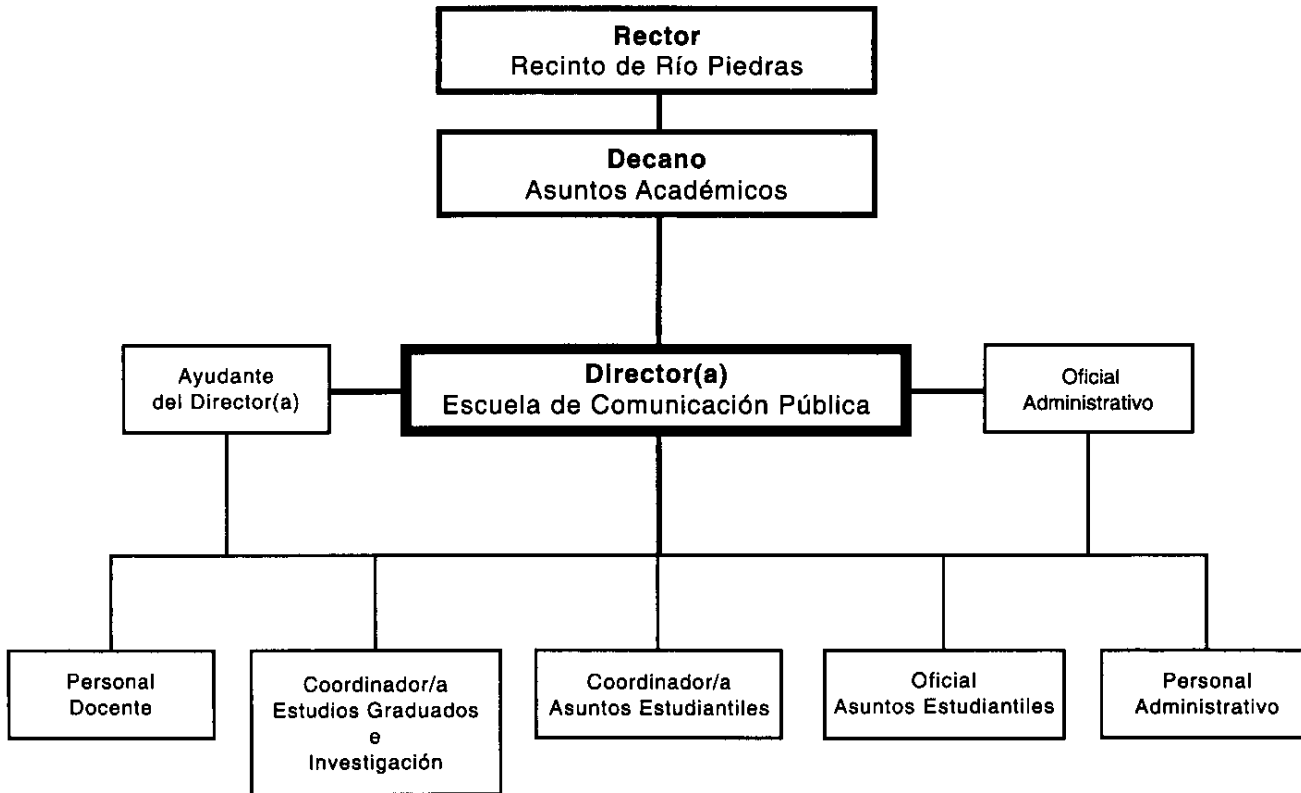 Rector
Recinto de Río Piedras
Decano
Asuntos Académicos
Ayudante
del Director(a)
Director(a)
Escuela de Comunicación Pública
Oficial
Administrativo
Personal
Docente
Coordinador/a
Estudios Graduados
e
Investigación
Coordinador/a
Asuntos Estudiantiles
Oficial
Asuntos Estudiantiles
Personal
Administrativo